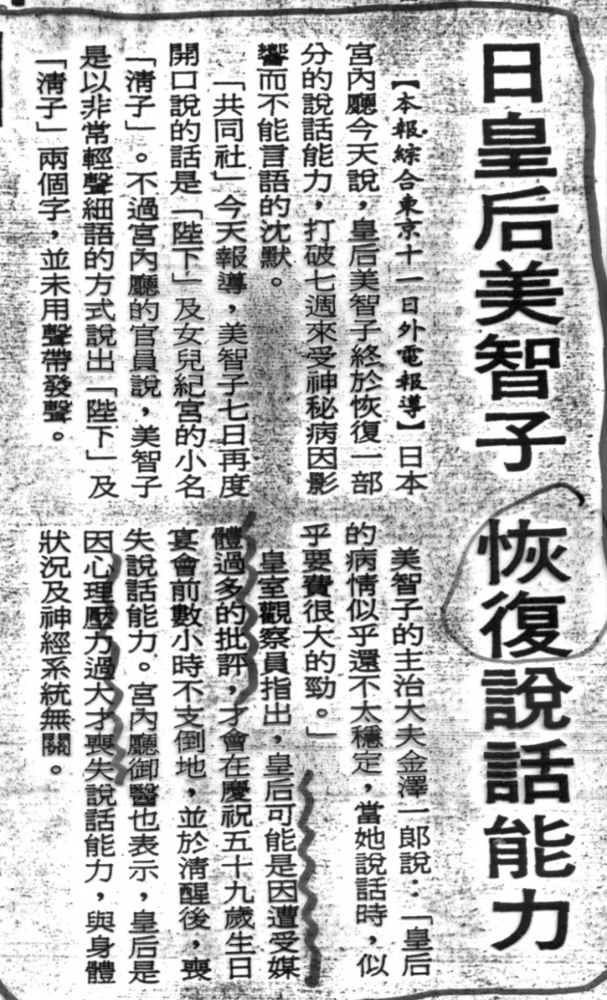 日皇后美智子 恢復說話能力
【本報綜合東京十一日外電報導】日本
宮內廳今天說，皇后美智子終於恢復一部
分的說話能力，打破七週來受神秘病因影
響而不能言語的沈默。
「共同社」今天報導，美智子七日再度
開口說的話是「陛下」及女兒紀宮的小名
「清子」。不過宮內廳的官員說，美智子
是以非常輕聲細語的方式說出「陛下」及
「清子」兩個字，並未用聲帶發聲。
美智子的主治大夫金澤一郎說：「皇后
的病情似乎還不太穩定，當她說話時，似
乎要費很大的勁。」
皇室觀察員指出，皇后可能是因遭受媒
體過多的批評，才會在慶祝五十九歲生日
宴會前數小時不支倒地，並於清醒後，喪
失說話能力。宮內廳御醫也表示，皇后是
因心理壓力過大才喪失說話能力，與身體
狀況及神經系統無關。